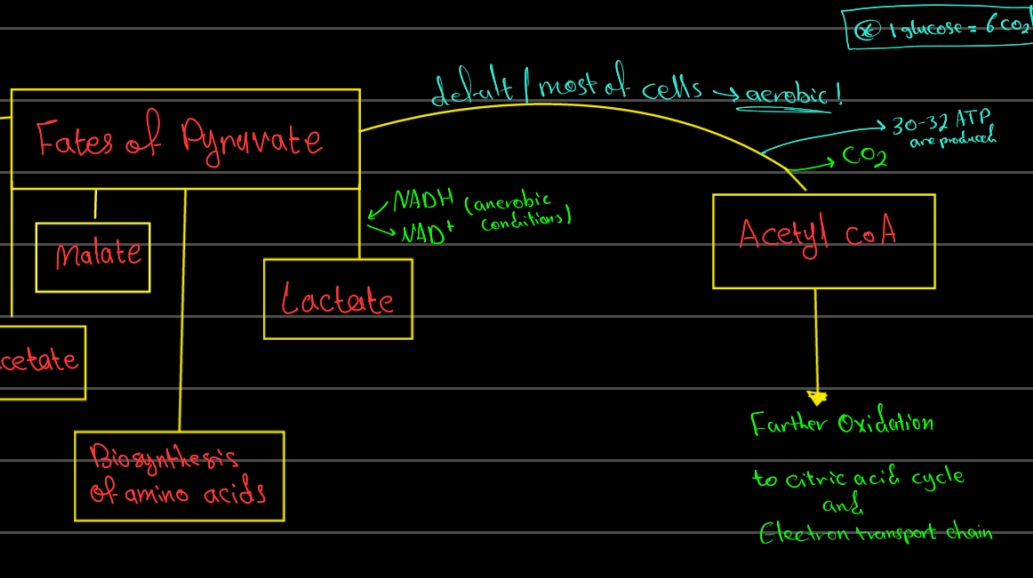 * 1 glucose = 6 CO2
defult / most of cells → aerobic!
30-32 ATP
are produced
CO2
Fates of Pyruvate
NADH (anerobic
NAD+ conditions)
Malate
Acetyl coA
Lactate
cetate
Biosynthesis
of amino acids
Farther Oxidation
to citric acid cycle
and
Electron transport chain